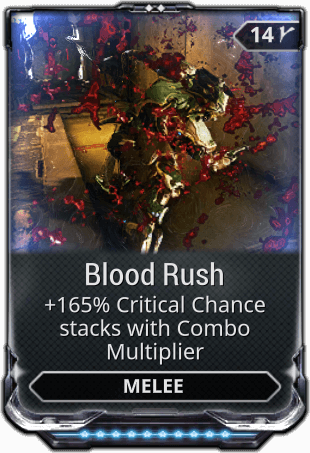 14
Blood Rush
+165% Critical Chance
stacks with Combo
Multiplier
MELEE